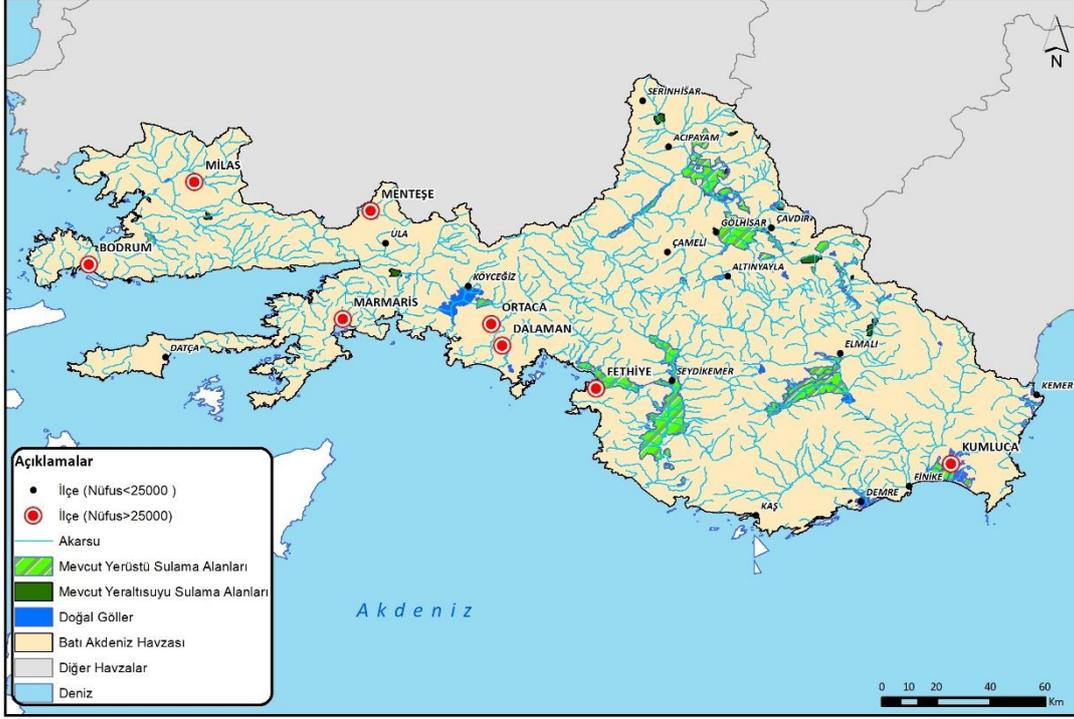 N
SERİNHİSAR
ACIPAYAM
MİLAS
MENTEŞE
ULA
GÖLHİSAR
ÇAVDIR
BODRUM
ÇAMELİ
ALTINYAYLA
KÖYCEĞİZ
MARMARİS
ORTACA
DALAMAN
DATÇA
ELMALI
FETHİYE
SEYDİKEMER
KEMER
KUMLUCA
FİNİKE
DEMRE
KAŞ
Akdeniz
Açıklamalar
İlçe (Nüfus<25000 )
İlçe (Nüfus>25000)
Akarsu
Mevcut Yerüstü Sulama Alanları
Mevcut Yeraltısuyu Sulama Alanları
Doğal Göller
Batı Akdeniz Havzası
Diğer Havzalar
Deniz
0 10 20 40 60
Km